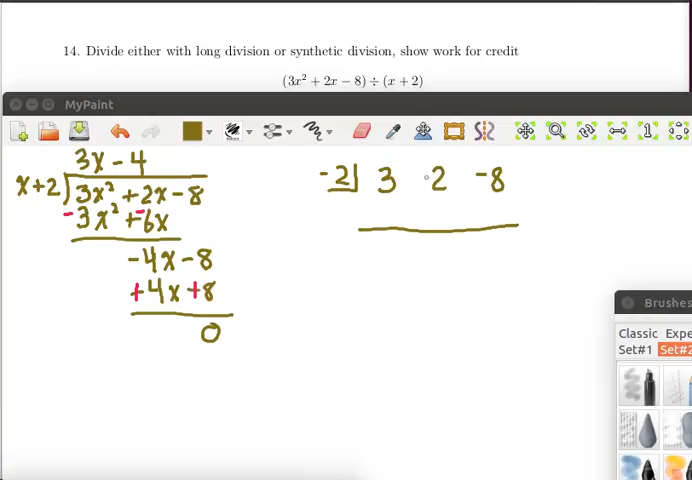 14. Divide either with long division or synthetic division, show work for credit
(3x² + 2x − 8) ÷ (x + 2)
MyPaint
3x - 4
x+2)3x² +2x - 8
-3x² +-6x
-4x - 8
+4x +8
0
-2| 3 2 -8
Brushes
Classic Expe
Set#1 Set#2